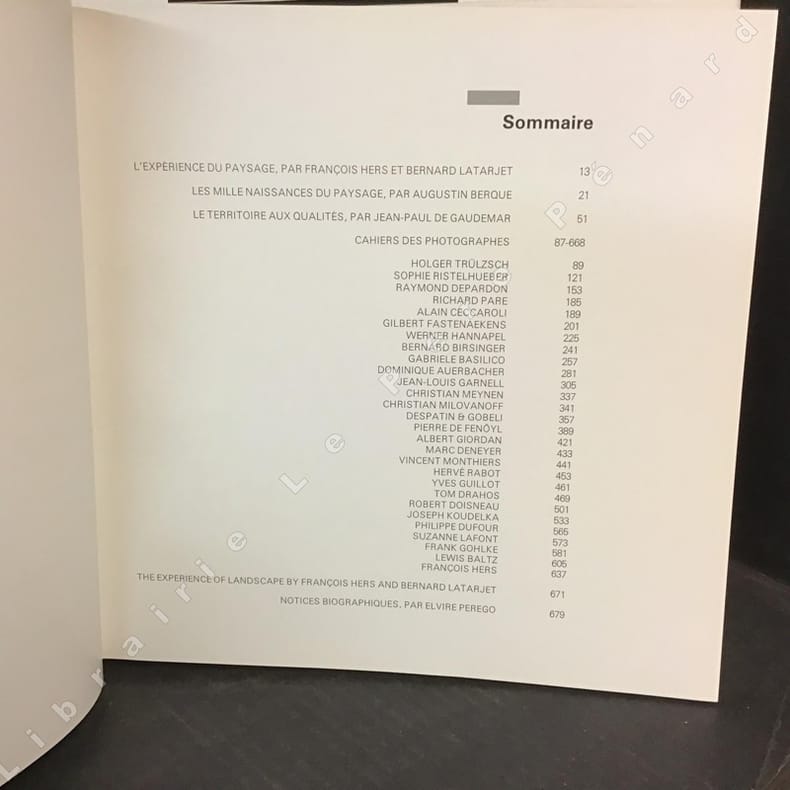 Sommaire
L'EXPÈRIENCE DU PAYSAGE, PAR FRANÇOIS HERS ET BERNARD LATARJET 13
LES MILLE NAISSANCES DU PAYSAGE, PAR AUGUSTIN BERQUE 21
LE TERRITOIRE AUX QUALITÉS, PAR JEAN-PAUL DE GAUDEMAR 51
CAHIERS DES PHOTOGRAPHES 87-668
HOLGER TRÜLZSCH 89
SOPHIE RISTELHUEBER 121
RAYMOND DEPARDON 153
RICHARD PARE 185
ALAIN CECCAROLI 189
GILBERT FASTENAEKENS 201
WERNER HANNAPEL 225
BERNARD BIRSINGER 241
GABRIELE BASILICO 257
DOMINIQUE AUERBACHER 281
JEAN-LOUIS GARNELL 305
CHRISTIAN MEYNEN 337
CHRISTIAN MILOVANOFF 341
DESPATIN & GOBELI 357
PIERRE DE FENÖYL 389
ALBERT GIORDAN 421
MARC DENEYER 433
VINCENT MONTHIERS 441
HERVÉ RABOT 453
YVES GUILLOT 461
TOM DRAHOS 469
ROBERT DOISNEAU 501
JOSEPH KOUDELKA 533
PHILIPPE DUFOUR 565
SUZANNE LAFONT 573
FRANK GOHLKE 581
LEWIS BALTZ 605
FRANÇOIS HERS 637
THE EXPERIENCE OF LANDSCAPE BY FRANÇOIS HERS AND BERNARD LATARJET 671
NOTICES BIOGRAPHIQUES, PAR ELVIRE PEREGO 679
Librairie Le Père Pénard